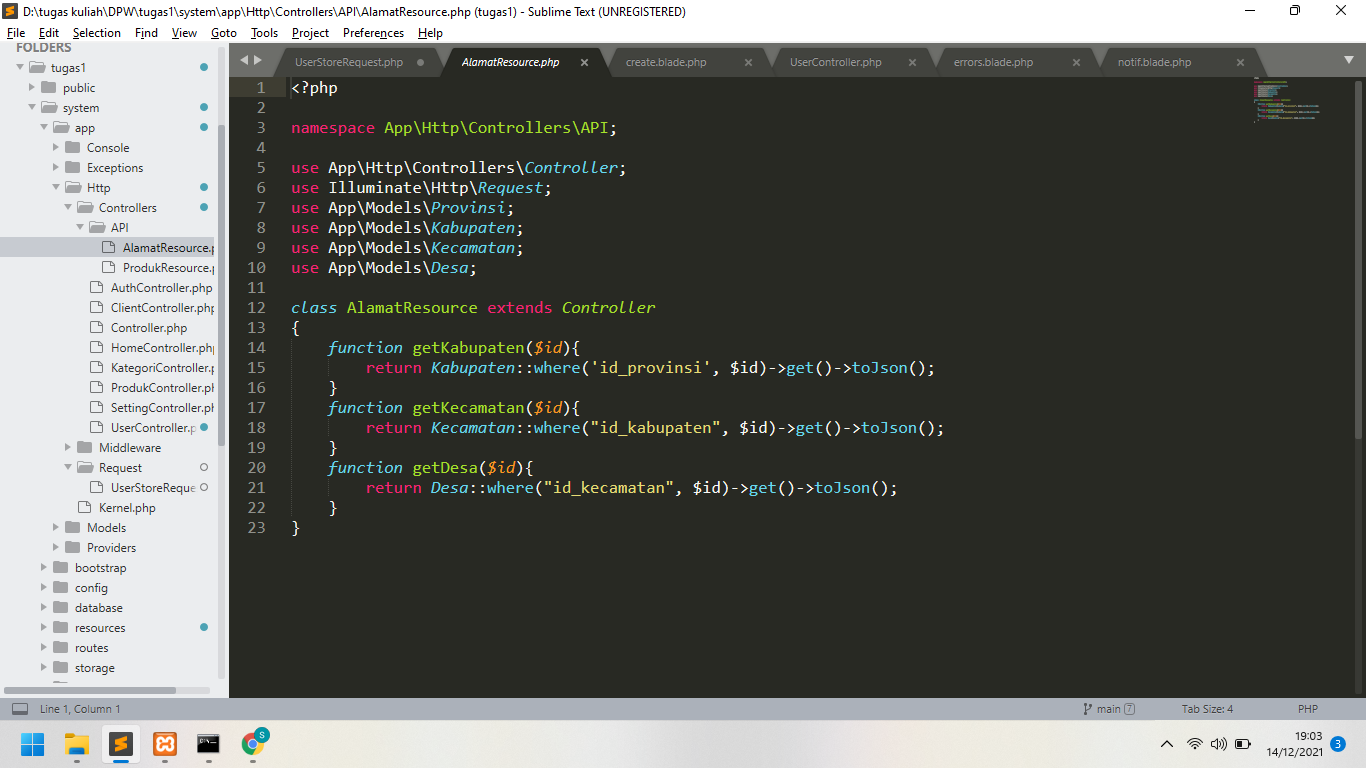 D:\tugas kuliah\DPW\tugas1\system\app\Http\Controllers\API\AlamatResource.php (tugas1) - Sublime Text (UNREGISTERED)
File Edit Selection Find View Goto Tools Project Preferences Help
FOLDERS
tugas1
public
system
app
Console
Exceptions
Http
Controllers
API
AlamatResource.p
ProdukResource.p
AuthController.php
ClientController.php
Controller.php
HomeController.php
KategoriController.p
ProdukController.ph
SettingController.ph
UserController.p
Middleware
Request
UserStoreReque
Kernel.php
Models
Providers
bootstrap
config
database
resources
routes
storage
UserStoreRequest.php AlamatResource.php create.blade.php UserController.php errors.blade.php notif.blade.php
1 <?php
2
3 namespace App\Http\Controllers\API;
4
5 use App\Http\Controllers\Controller;
6 use Illuminate\Http\Request;
7 use App\Models\Provinsi;
8 use App\Models\Kabupaten;
9 use App\Models\Kecamatan;
10 use App\Models\Desa;
11
12 class AlamatResource extends Controller
13 {
14 function getKabupaten($id){
15 return Kabupaten::where('id_provinsi', $id)->get()->toJson();
16 }
17 function getKecamatan($id){
18 return Kecamatan::where("id_kabupaten", $id)->get()->toJson();
19 }
20 function getDesa($id){
21 return Desa::where("id_kecamatan", $id)->get()->toJson();
22 }
23 }
Line 1, Column 1 main 7 Tab Size: 4 PHP
S
19:03
14/12/2021
3